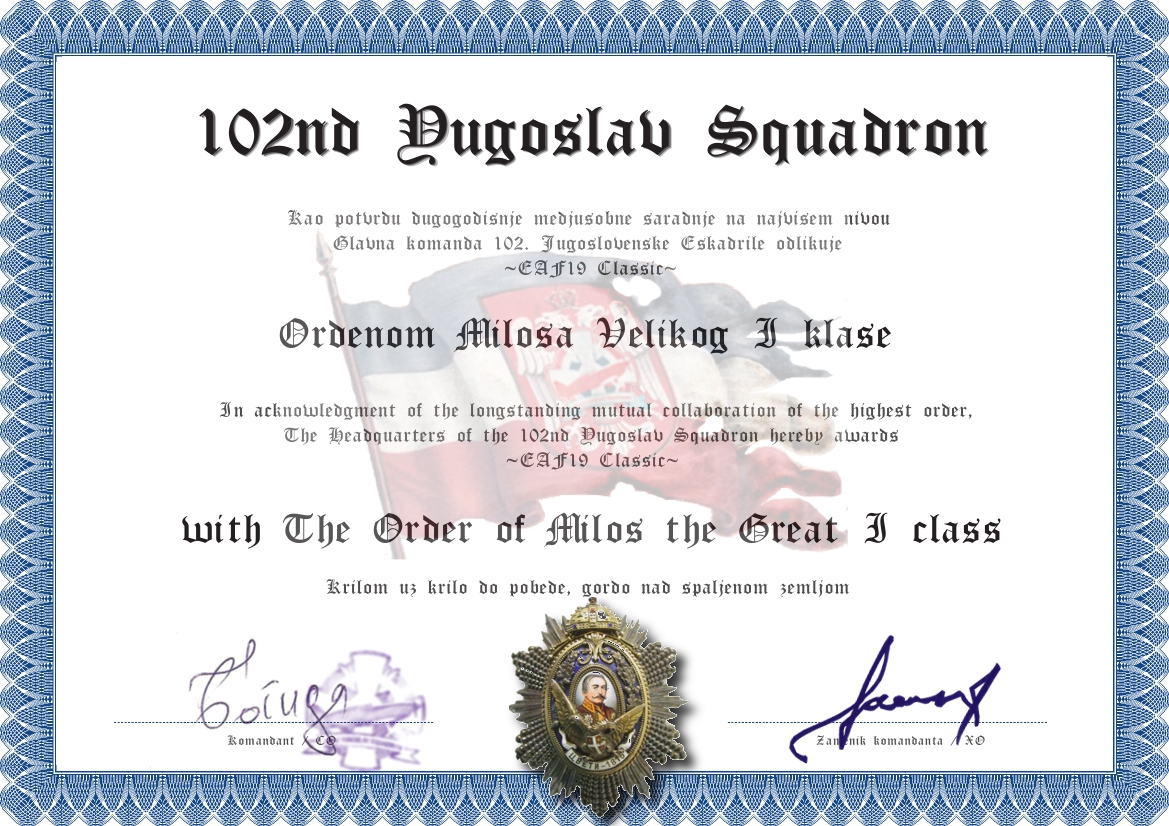 102nd Yugoslav Squadron
Kao potvrdu dugogodisnje medjusobne saradnje na najvisem nivou
Glavna komanda 102. Jugoslovenske Eskadrile odlikuje
~EAF19 Classic~
Ordenom Milosa Velikog I klase
In acknowledgment of the longstanding mutual collaboration of the highest order,
The Headquarters of the 102nd Yugoslav Squadron hereby awards
~EAF19 Classic~
with The Order of Milos the Great I class
Krilom uz krilo do pobede, gordo nad spaljenom zemljom
Komandant / CO
Zamenik komandanta / XO